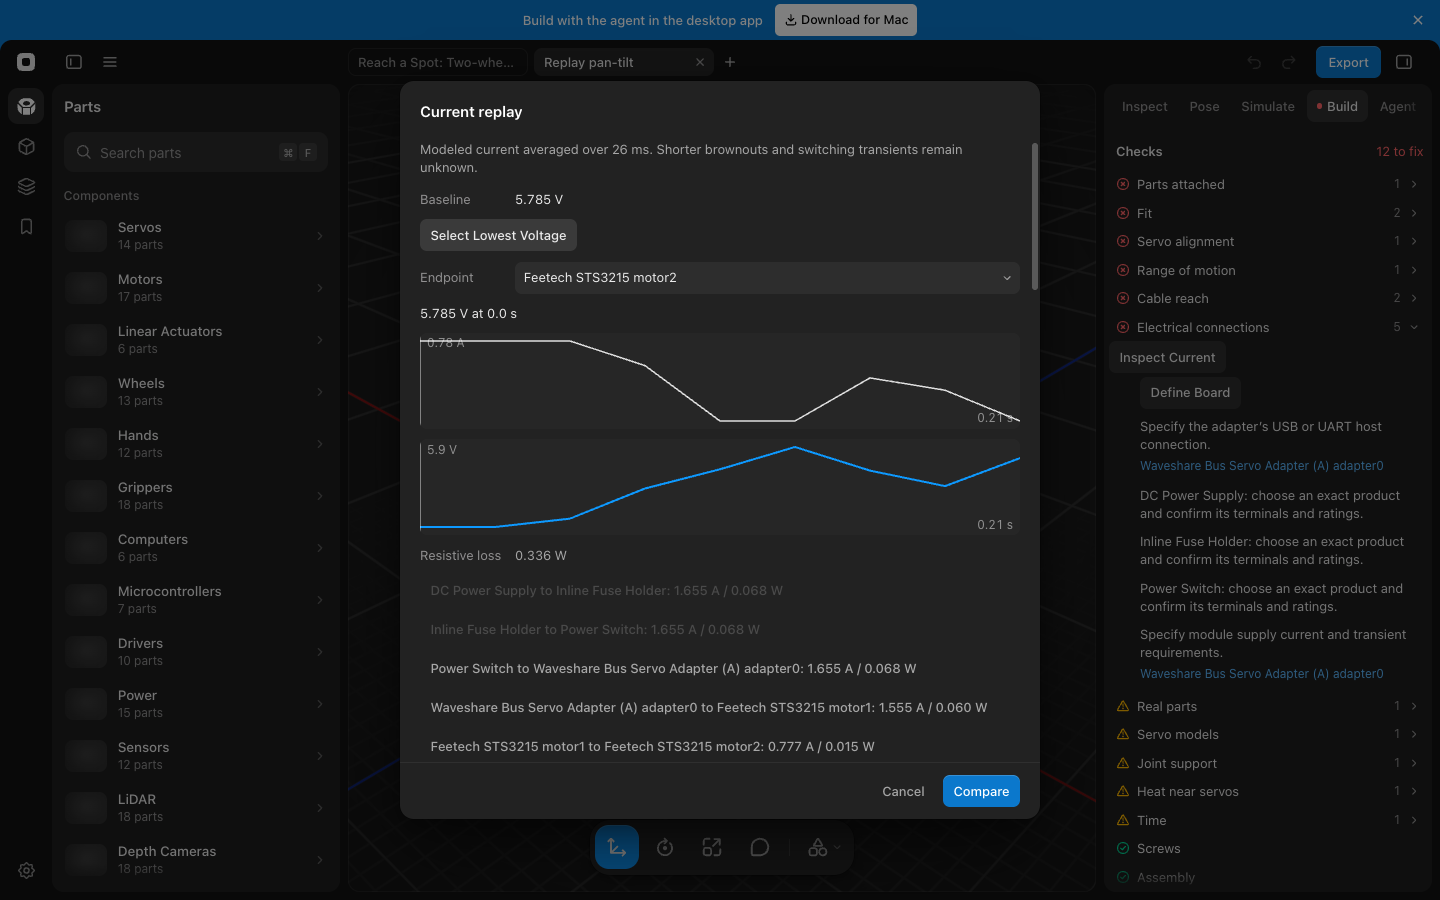 Build with the agent in the desktop app
Download for Mac
Reach a Spot: Two-whe...
Replay pan-tilt
Export
Parts
Search parts
⌘ F
Components
Servos
14 parts
Motors
17 parts
Linear Actuators
6 parts
Wheels
13 parts
Hands
12 parts
Grippers
18 parts
Computers
6 parts
Microcontrollers
7 parts
Drivers
10 parts
Power
15 parts
Sensors
12 parts
LiDAR
18 parts
Depth Cameras
18 parts
Current replay
Modeled current averaged over 26 ms. Shorter brownouts and switching transients remain
unknown.
Baseline 5.785 V
Select Lowest Voltage
Endpoint Feetech STS3215 motor2
5.785 V at 0.0 s
0.78 A
0.21 s
5.9 V
0.21 s
Resistive loss 0.336 W
DC Power Supply to Inline Fuse Holder: 1.655 A / 0.068 W
Inline Fuse Holder to Power Switch: 1.655 A / 0.068 W
Power Switch to Waveshare Bus Servo Adapter (A) adapter0: 1.655 A / 0.068 W
Waveshare Bus Servo Adapter (A) adapter0 to Feetech STS3215 motor1: 1.555 A / 0.060 W
Feetech STS3215 motor1 to Feetech STS3215 motor2: 0.777 A / 0.015 W
Cancel
Compare
Inspect Pose Simulate Build Agent
Checks 12 to fix
Parts attached 1
Fit 2
Servo alignment 1
Range of motion 1
Cable reach 2
Electrical connections 5
Inspect Current
Define Board
Specify the adapter's USB or UART host
connection.
Waveshare Bus Servo Adapter (A) adapter0
DC Power Supply: choose an exact product
and confirm its terminals and ratings.
Inline Fuse Holder: choose an exact product
and confirm its terminals and ratings.
Power Switch: choose an exact product and
confirm its terminals and ratings.
Specify module supply current and transient
requirements.
Waveshare Bus Servo Adapter (A) adapter0
Real parts 1
Servo models 1
Joint support 1
Heat near servos 1
Time 1
Screws
Assembly